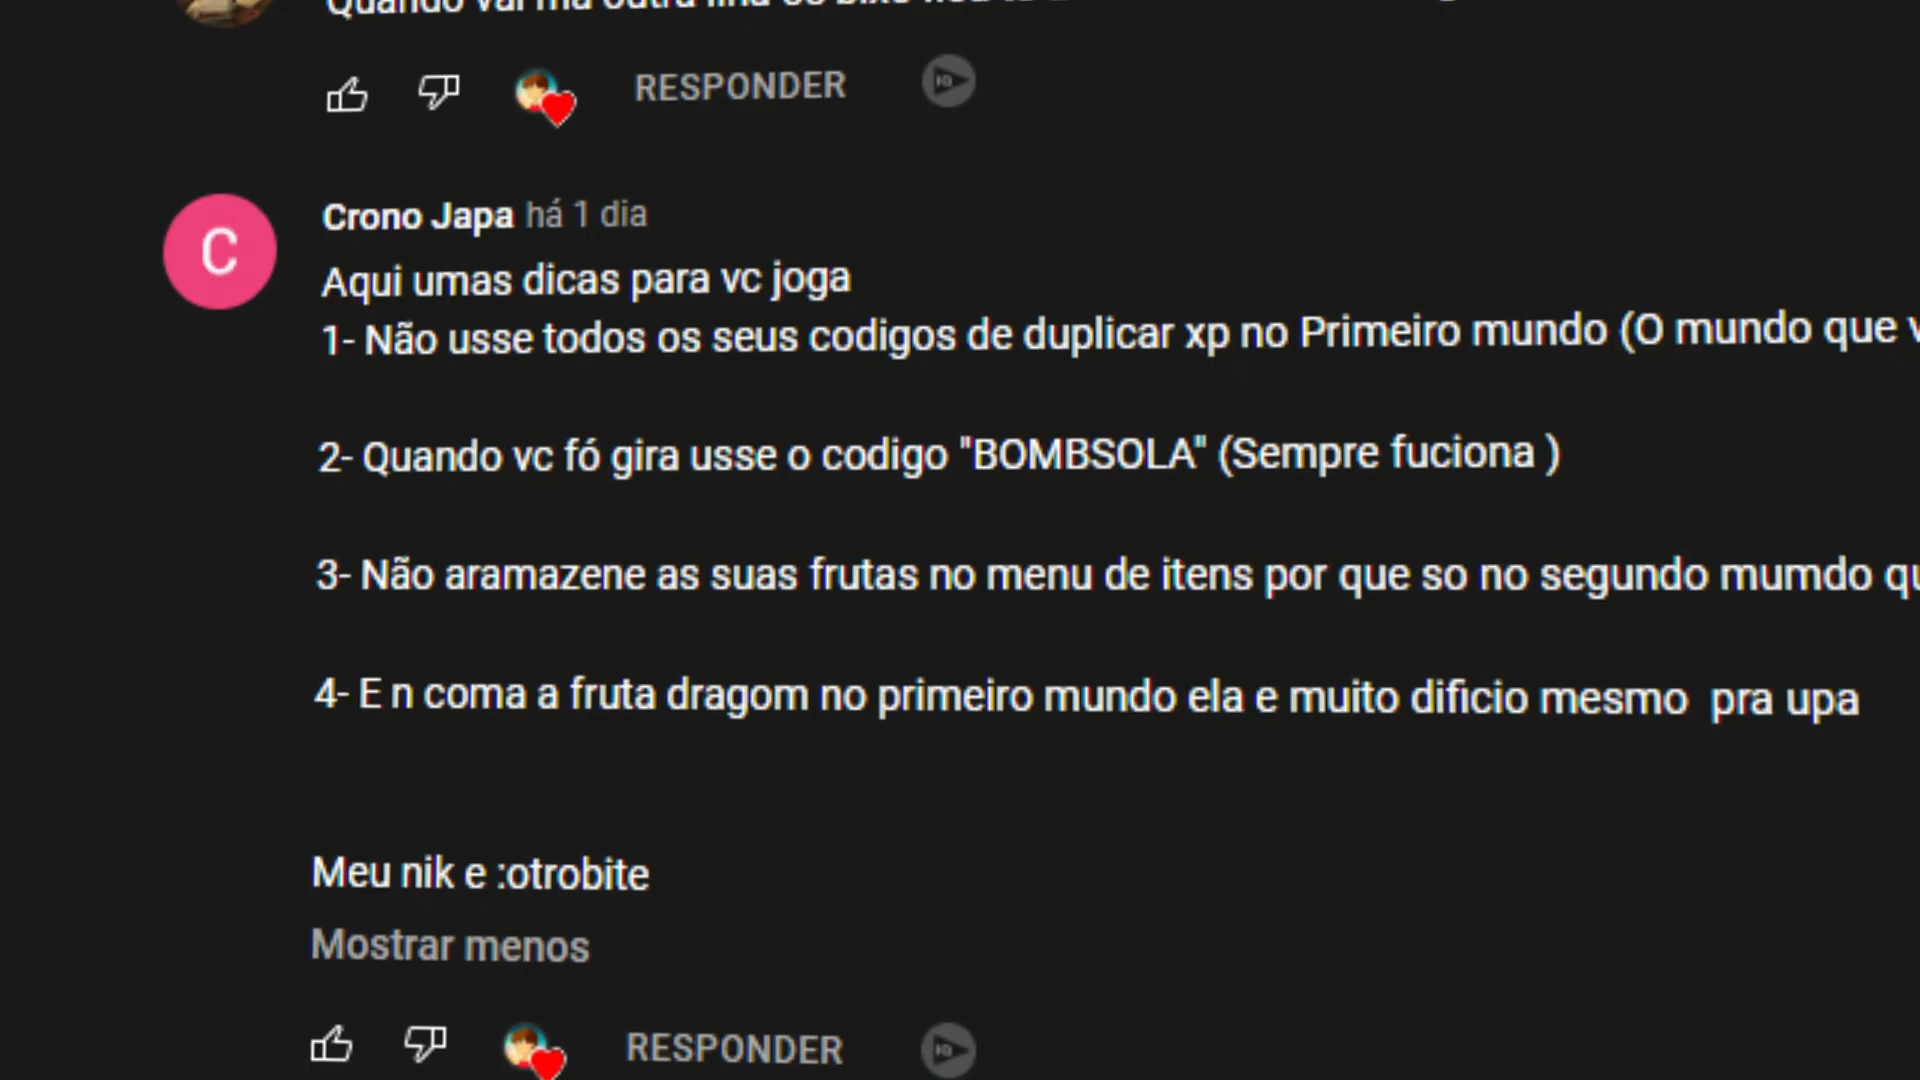 RESPONDER
C
Crono Japa há 1 dia
Aqui umas dicas para vc joga
1- Não usse todos os seus codigos de duplicar xp no Primeiro mundo (O mundo que
2- Quando vc fó gira usse o codigo "BOMBSOLA" (Sempre fuciona )
3- Não aramazene as suas frutas no menu de itens por que so no segundo mumdo
4- E n coma a fruta dragom no primeiro mundo ela e muito dificio mesmo  pra upa
Meu nik e :otrobite
Mostrar menos
RESPONDER